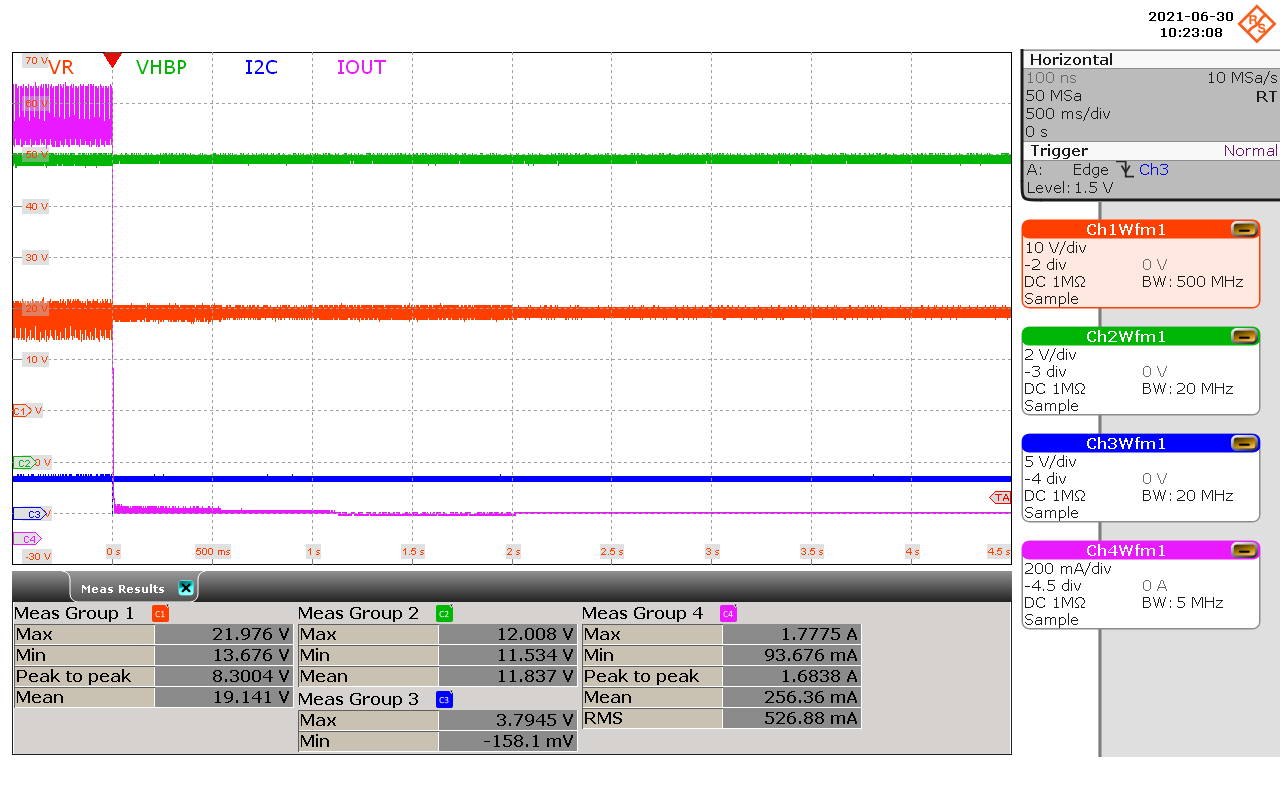 2021-06-30
10:23:08
R S
VR VHBP I2C IOUT
70 V
60 V
50 V
40 V
30 V
20 V
10 V
C1 V
C2 0 V
C3 V
C4
TA
-30 V
0 s 500 ms 1 s 1.5 s 2 s 2.5 s 3 s 3.5 s 4 s 4.5 s
Horizontal
100 ns 10 MSa/s
50 MSa RT
500 ms/div
0 s
Trigger Normal
A: Edge Ch3
Level: 1.5 V
Ch1Wfm1
10 V/div
-2 div 0 V
DC 1MΩ BW: 500 MHz
Sample
Ch2Wfm1
2 V/div
-3 div 0 V
DC 1MΩ BW: 20 MHz
Sample
Ch3Wfm1
5 V/div
-4 div 0 V
DC 1MΩ BW: 20 MHz
Sample
Ch4Wfm1
200 mA/div
-4.5 div 0 A
DC 1MΩ BW: 5 MHz
Sample
Meas Results
Meas Group 1 C1
Max 21.976 V
Min 13.676 V
Peak to peak 8.3004 V
Mean 19.141 V
Meas Group 2 C2
Max 12.008 V
Min 11.534 V
Mean 11.837 V
Meas Group 3 C3
Max 3.7945 V
Min -158.1 mV
Meas Group 4 C4
Max 1.7775 A
Min 93.676 mA
Peak to peak 1.6838 A
Mean 256.36 mA
RMS 526.88 mA